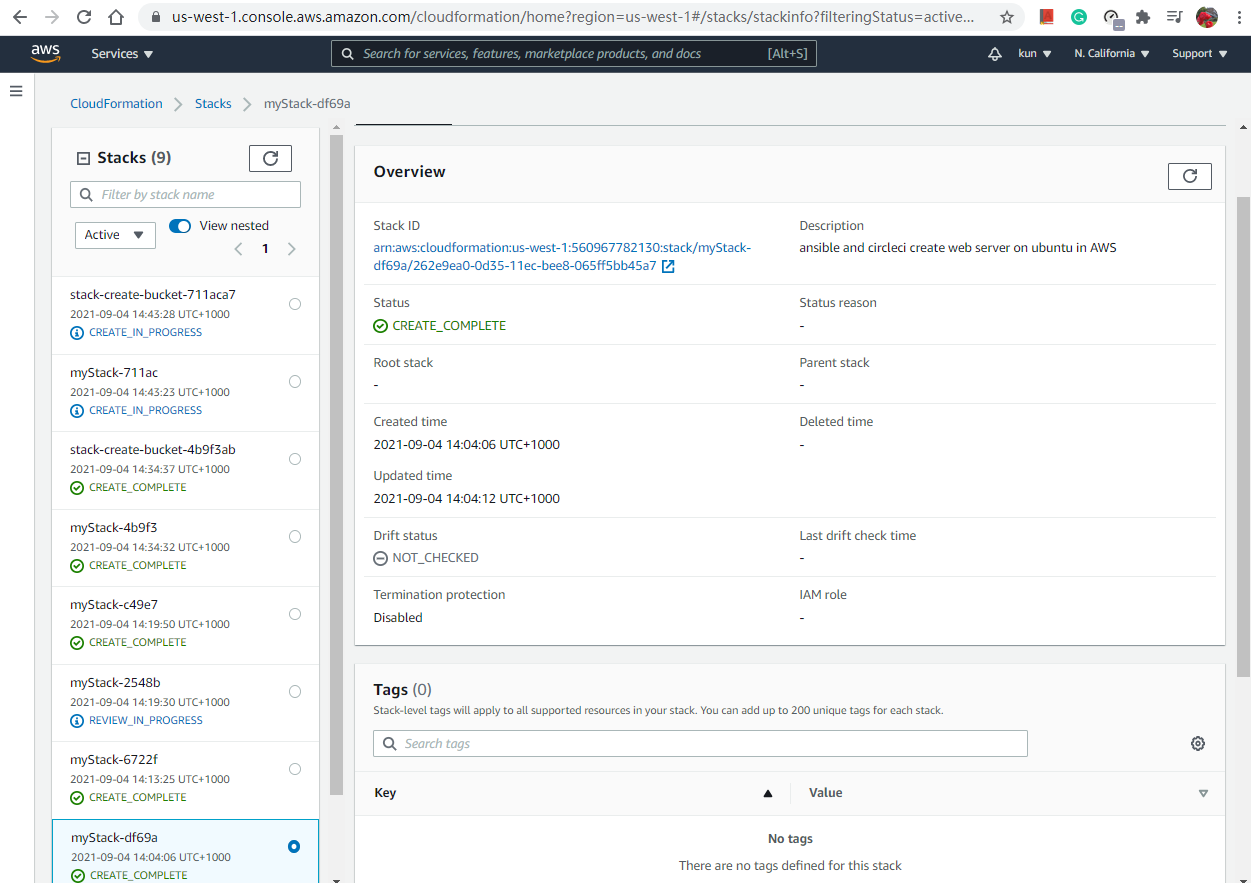 us-west-1.console.aws.amazon.com/cloudformation/home?region=us-west-1#/stacks/stackinfo?filteringStatus=active...
aws
Services
Search for services, features, marketplace products, and docs
[Alt+S]
kun
N. California
Support
CloudFormation
Stacks
myStack-df69a
Stacks (9)
Filter by stack name
Active
View nested
1
stack-create-bucket-711aca7
2021-09-04 14:43:28 UTC+1000
CREATE_IN_PROGRESS
myStack-711ac
2021-09-04 14:43:23 UTC+1000
CREATE_IN_PROGRESS
stack-create-bucket-4b9f3ab
2021-09-04 14:34:37 UTC+1000
CREATE_COMPLETE
myStack-4b9f3
2021-09-04 14:34:32 UTC+1000
CREATE_COMPLETE
myStack-c49e7
2021-09-04 14:19:50 UTC+1000
CREATE_COMPLETE
myStack-2548b
2021-09-04 14:19:30 UTC+1000
REVIEW_IN_PROGRESS
myStack-6722f
2021-09-04 14:13:25 UTC+1000
CREATE_COMPLETE
myStack-df69a
2021-09-04 14:04:06 UTC+1000
CREATE_COMPLETE
Overview
Stack ID
arn:aws:cloudformation:us-west-1:560967782130:stack/myStack-
df69a/262e9ea0-0d35-11ec-bee8-065ff5bb45a7
Description
ansible and circleci create web server on ubuntu in AWS
Status
CREATE_COMPLETE
Status reason
-
Root stack
-
Parent stack
-
Created time
2021-09-04 14:04:06 UTC+1000
Deleted time
-
Updated time
2021-09-04 14:04:12 UTC+1000
Drift status
NOT_CHECKED
Last drift check time
-
Termination protection
Disabled
IAM role
-
Tags (0)
Stack-level tags will apply to all supported resources in your stack. You can add up to 200 unique tags for each stack.
Search tags
Key
Value
No tags
There are no tags defined for this stack